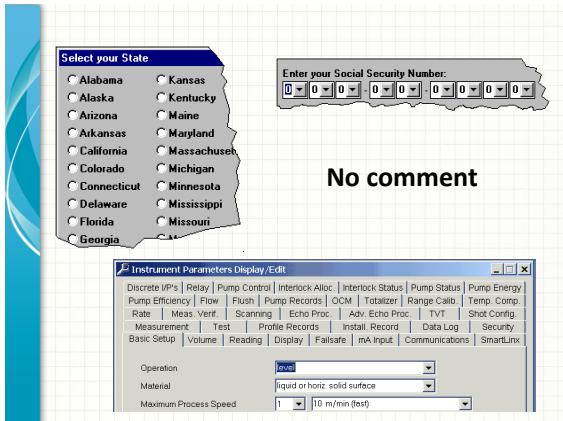 Select your State
Alabama Kansas
Alaska Kentucky
Arizona Maine
Arkansas Maryland
California Massachuset
Colorado Michigan
Connecticut Minnesota
Delaware Mississippi
Florida Missouri
Georgia
Enter your Social Security Number:
0 0 0 - 0 0 - 0 0 0 0
No comment
Instrument Parameters Display/Edit
Discrete I/P's Relay Pump Control Interlock Alloc. Interlock Status Pump Status Pump Energy
Pump Efficiency Flow Flush Pump Records OCM Totalizer Range Calib. Temp. Comp.
Rate Meas. Verif. Scanning Echo Proc. Adv. Echo Proc. TVT Shot Config.
Measurement Test Profile Records Install. Record Data Log Security
Basic Setup Volume Reading Display Failsafe mA Input Communications SmartLinx
Operation level
Material liquid or horiz. solid surface
Maximum Process Speed 1 10 m/min (fast)